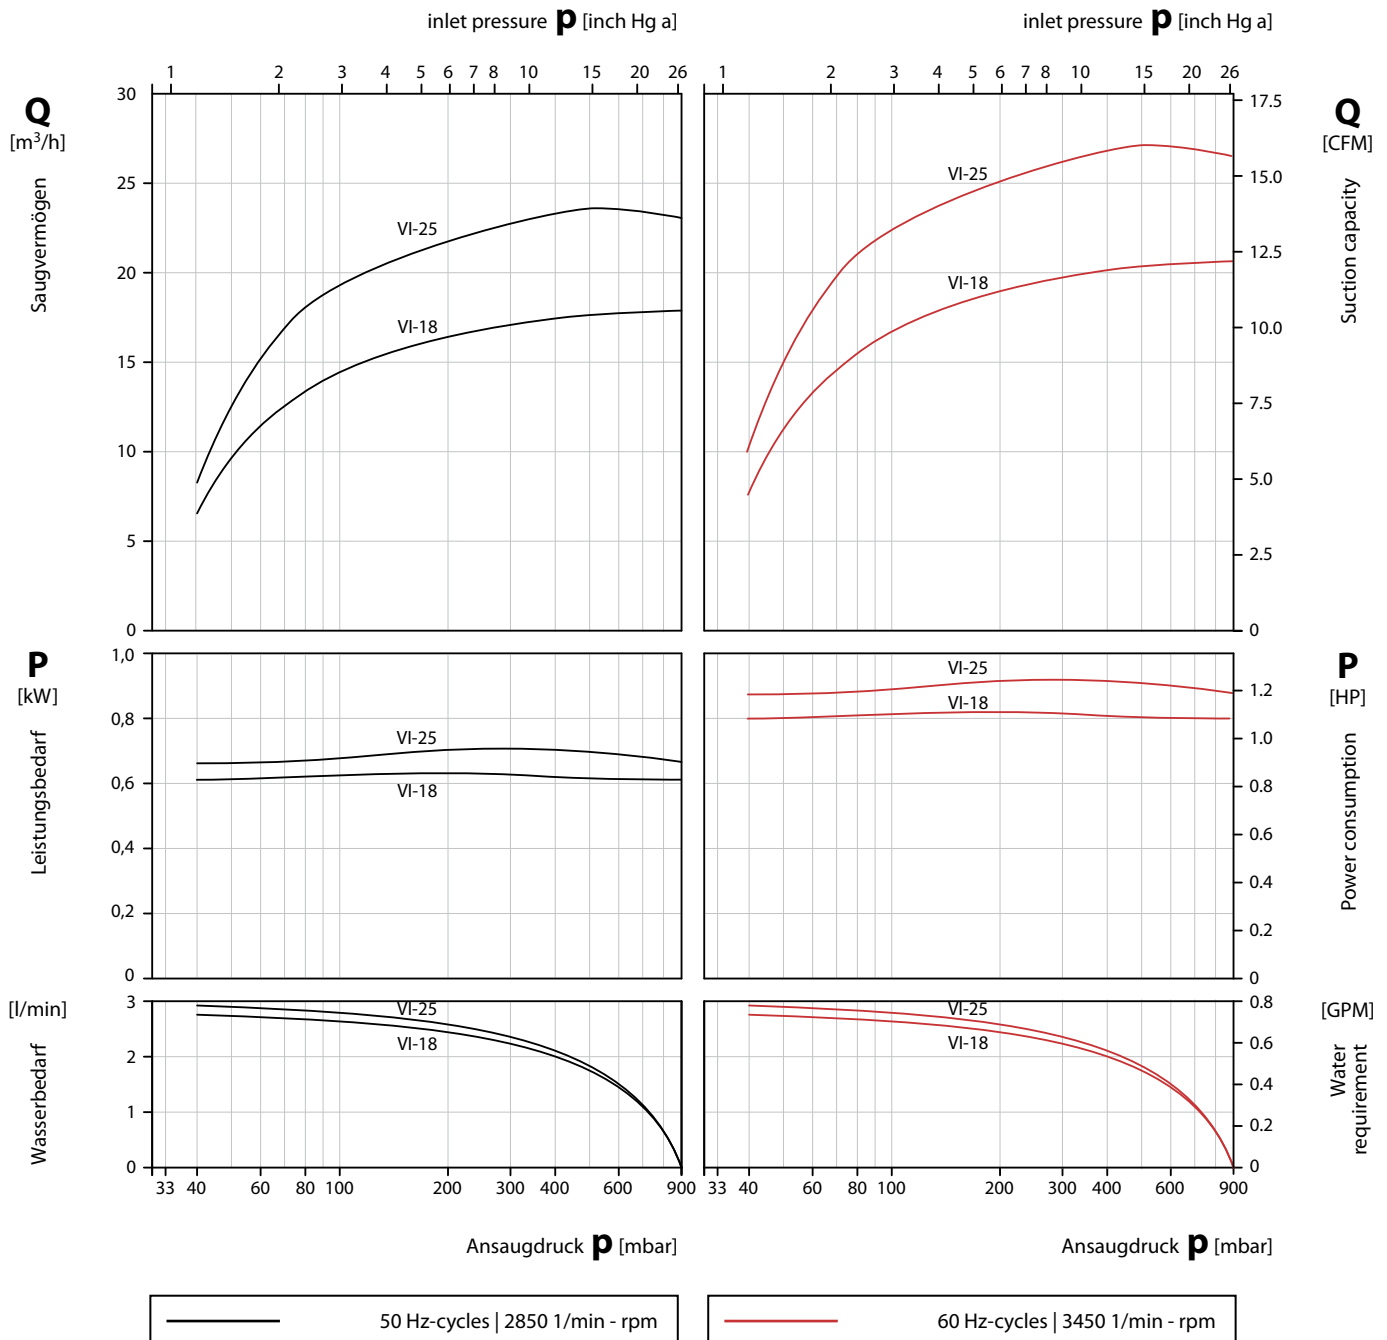 inlet pressure p [inch Hg a]
inlet pressure p [inch Hg a]
1 2 3 4 5 6 7 8 10 15 20 26
1 2 3 4 5 6 7 8 10 15 20 26
Q
[m³/h]
Saugvermögen
30
25
20
15
10
5
0
VI-25
VI-18
VI-25
VI-18
17.5
15.0
12.5
10.0
7.5
5.0
2.5
0
Q
[CFM]
Suction capacity
P
[kW]
Leistungsbedarf
1,0
0,8
0,6
0,4
0,2
0
VI-25
VI-18
VI-25
VI-18
1.2
1.0
0.8
0.6
0.4
0.2
0
P
[HP]
Power consumption
[l/min]
Wasserbedarf
3
2
1
0
VI-25
VI-18
VI-25
VI-18
0.8
0.6
0.4
0.2
0
[GPM]
Water
requirement
33 40 60 80 100 200 300 400 600 900
33 40 60 80 100 200 300 400 600 900
Ansaugdruck p [mbar]
Ansaugdruck p [mbar]
50 Hz-cycles | 2850 1/min - rpm
60 Hz-cycles | 3450 1/min - rpm